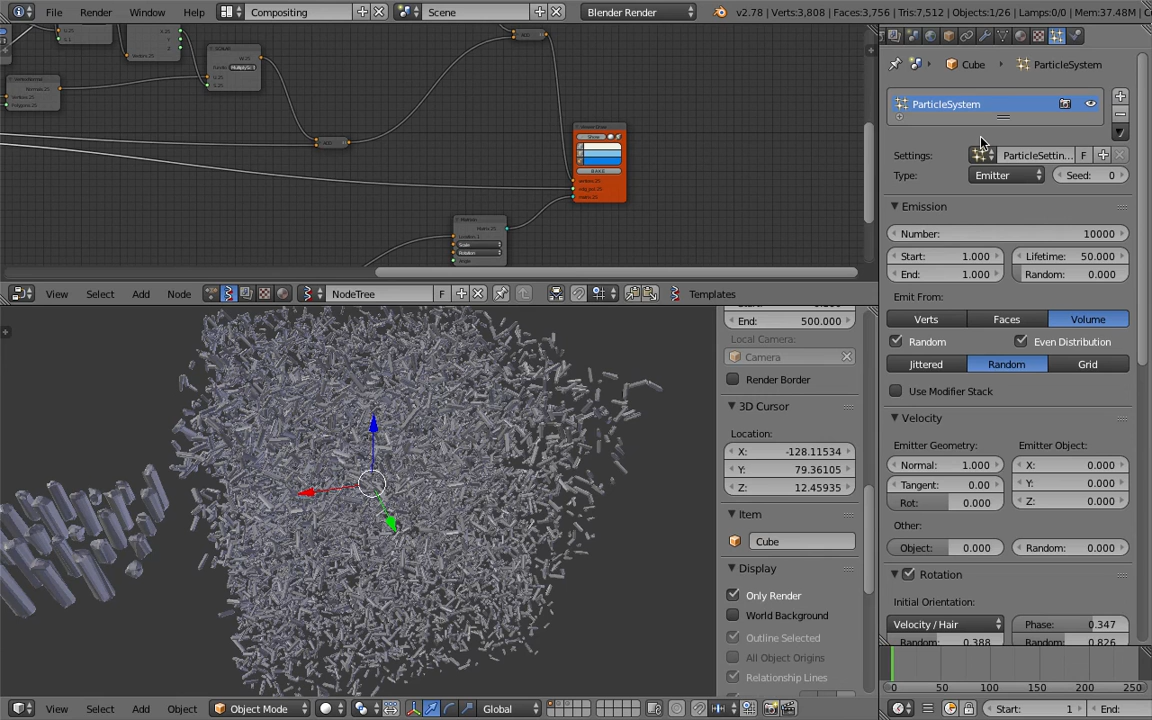 File Render Window Help Compositing Scene Blender Render v2.78 | Verts:3,808 | Faces:3,756 | Tris:7,512 | Objects:1/26 | Lamps:0/0 | Mem:37.48M
Cube ParticleSystem
ParticleSystem
Settings: ParticleSettin... F
Type: Emitter Seed: 0
Emission
Number: 10000
Start: 1.000 Lifetime: 50.000
End: 1.000 Random: 0.000
Emit From:
Verts Faces Volume
Random Even Distribution
Jittered Random Grid
Use Modifier Stack
Velocity
Emitter Geometry: Emitter Object:
Normal: 1.000 X: 0.000
Tangent: 0.00 Y: 0.000
Rot: 0.000 Z: 0.000
Other:
Object: 0.000 Random: 0.000
Rotation
Initial Orientation:
Velocity / Hair Phase: 0.347
Random: 0.388 Random: 0.826
BAKE
View Select Add Node NodeTree F Templates
End: 500.000
Local Camera:
Camera
Render Border
3D Cursor
Location:
X: -128.11534
Y: 79.36105
Z: 12.45935
Item
Cube
Display
Only Render
World Background
Outline Selected
All Object Origins
Relationship Lines
View Select Add Object Object Mode Global
0 50 100 150 200 250
Start: 1 End: